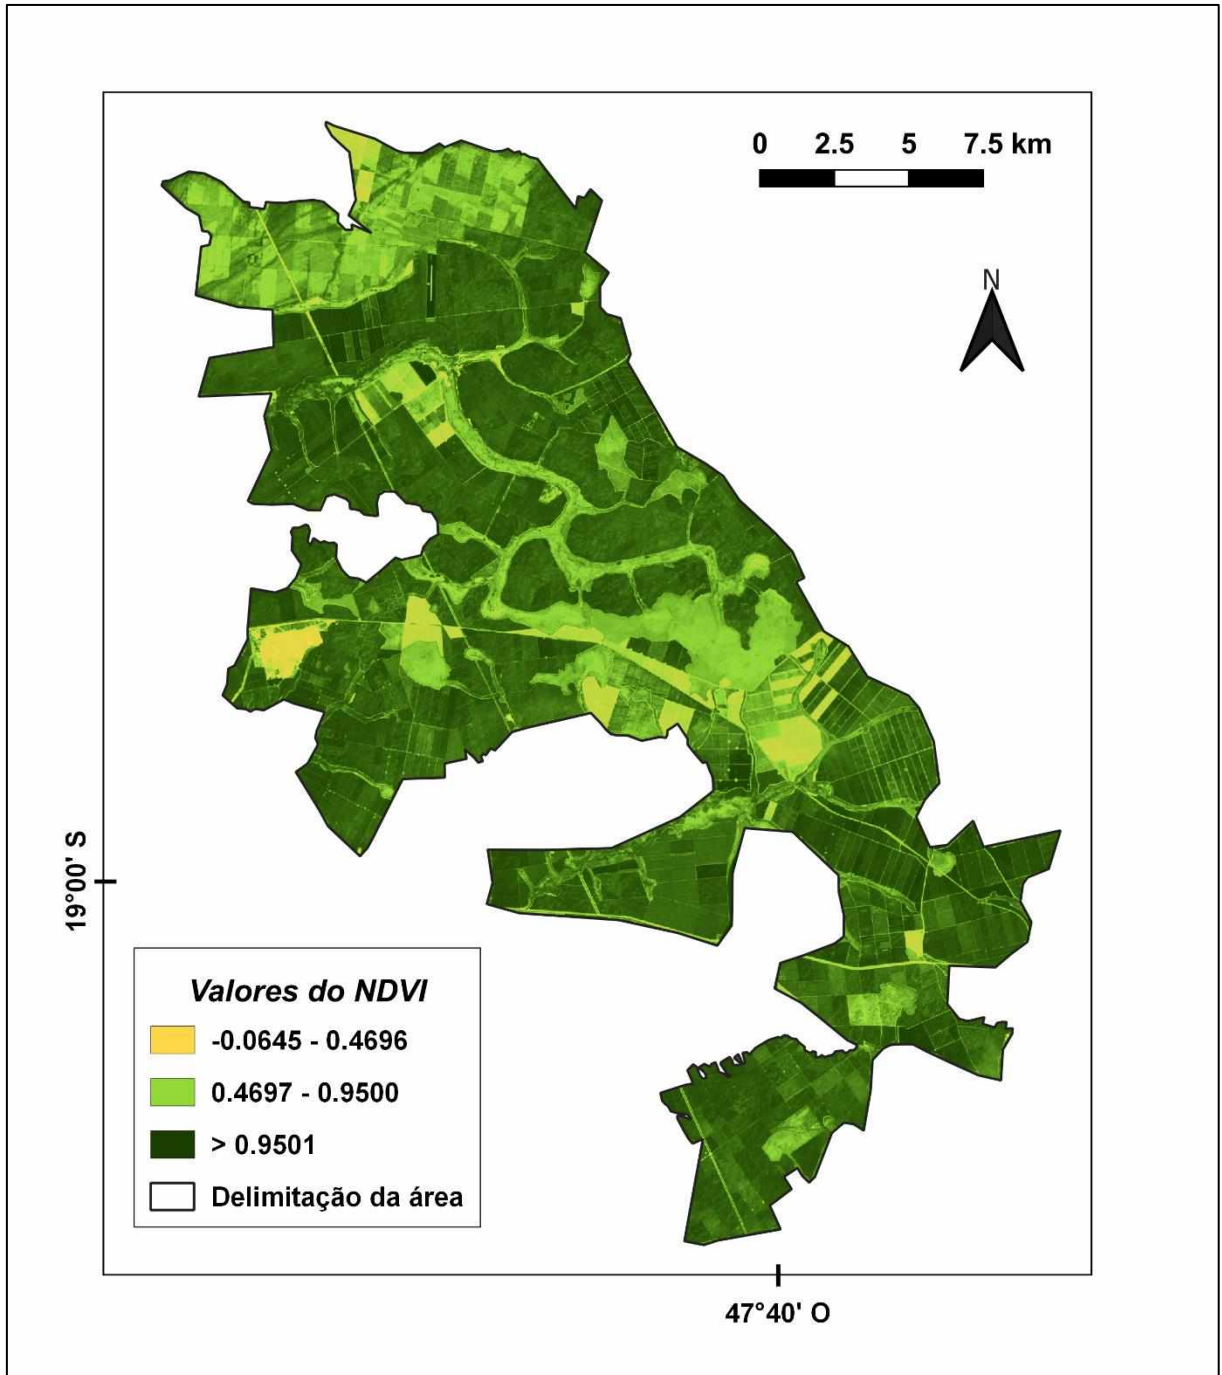 0 2.5 5 7.5 km
N
19°00' S
Valores do NDVI
-0.0645 - 0.4696
0.4697 - 0.9500
> 0.9501
Delimitação da área
47°40' O